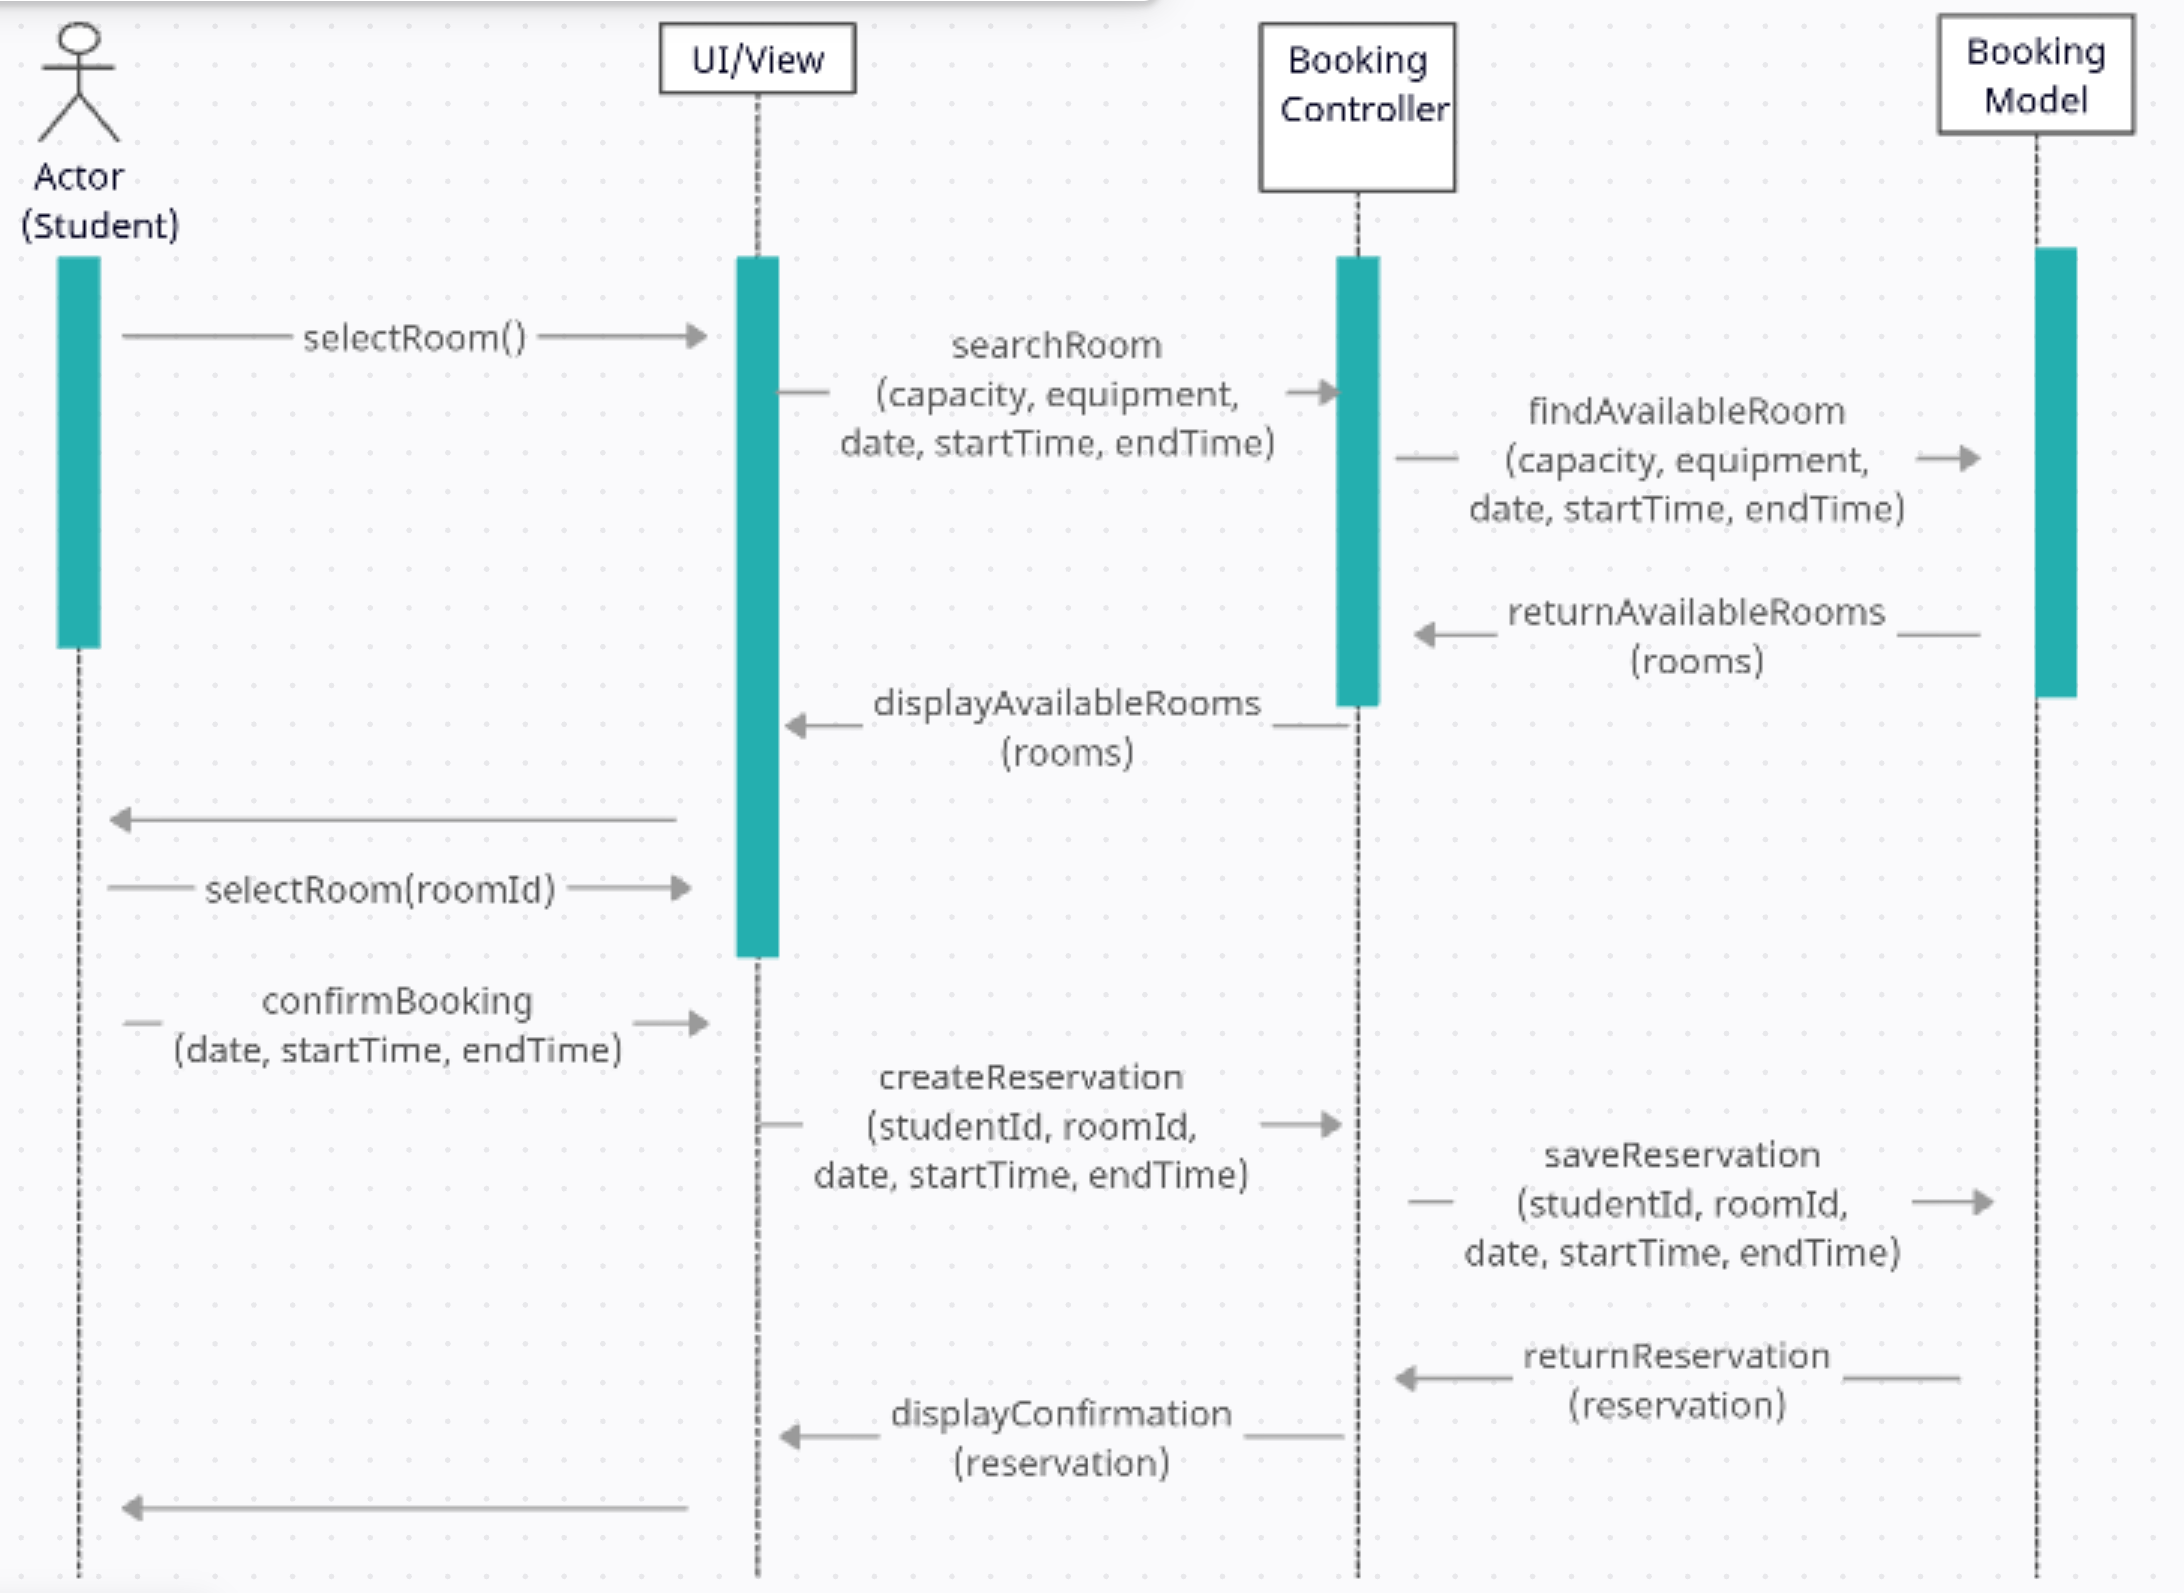 UI/View
Booking
Controller
Booking
Model
Actor
(Student)
selectRoom()
searchRoom
(capacity, equipment,
date, startTime, endTime)
findAvailableRoom
(capacity, equipment,
date, startTime, endTime)
returnAvailableRooms
(rooms)
displayAvailableRooms
(rooms)
selectRoom(roomId)
confirmBooking
(date, startTime, endTime)
createReservation
(studentId, roomId,
date, startTime, endTime)
saveReservation
(studentId, roomId,
date, startTime, endTime)
returnReservation
(reservation)
displayConfirmation
(reservation)